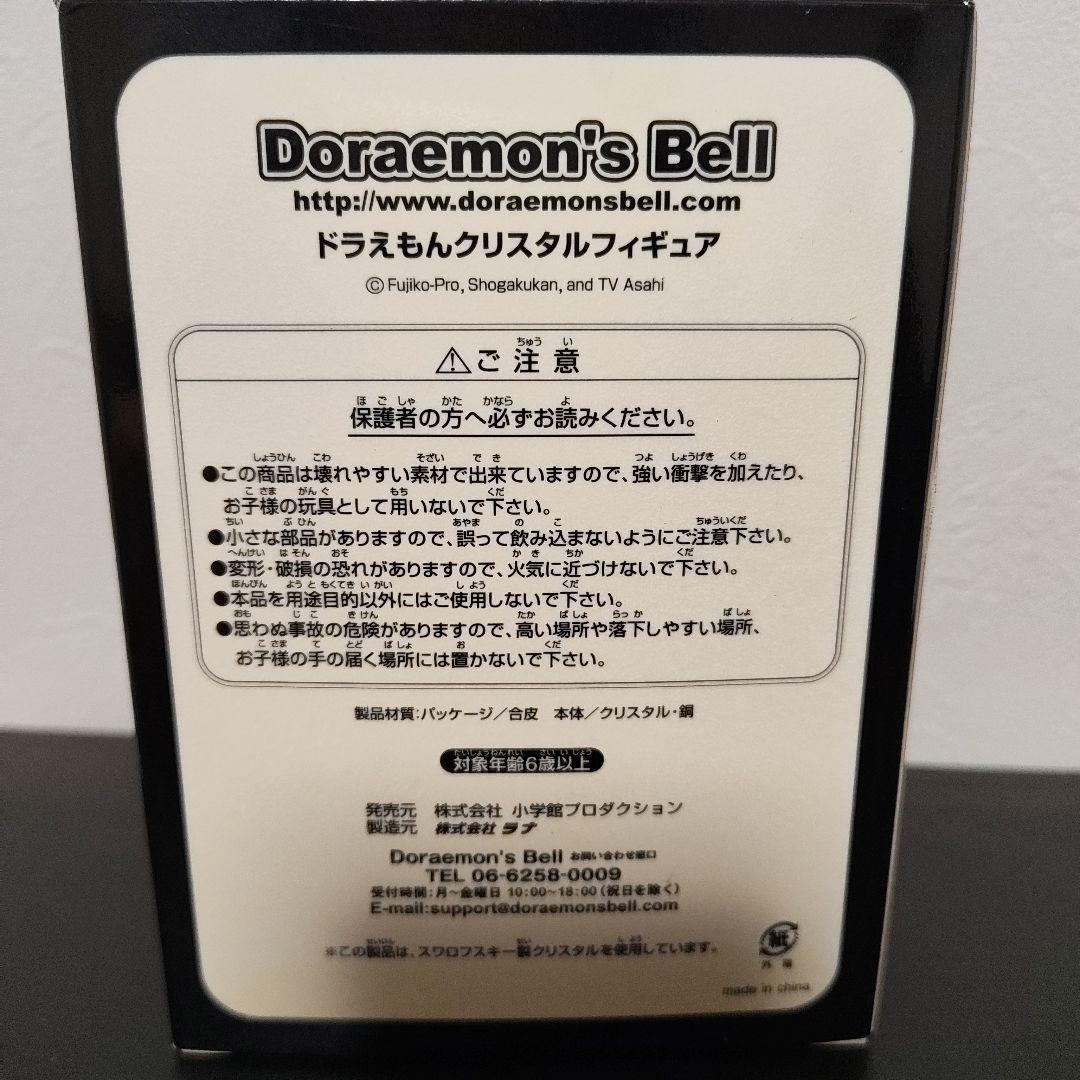 Doraemon's Bell
http://www.doraemonsbell.com
ドラえもんクリスタルフィギュア
©Fujiko-Pro, Shogakukan, and TV Asahi
⚠ご注意
保護者の方へ必ずお読みください。
●この商品は壊れやすい素材で出来ていますので、強い衝撃を加えたり、
お子様の玩具として用いないで下さい。
●小さな部品がありますので、誤って飲み込まないようにご注意下さい。
●変形・破損の恐れがありますので、火気に近づけないで下さい。
●本品を用途目的以外にはご使用しないで下さい。
●思わぬ事故の危険がありますので、高い場所や落下しやすい場所、
お子様の手の届く場所には置かないで下さい。
製品材質:パッケージ/合皮 本体/クリスタル・銅
対象年齢6歳以上
発売元 株式会社 小学館プロダクション
製造元 株式会社 ラナ
Doraemon's Bell お問い合わせ窓口
TEL 06-6258-0009
受付時間:月~金曜日 10:00~18:00(祝日を除く)
E-mail:support@doraemonsbell.com
※この製品は、スワロフスキー製クリスタルを使用しています。
紙
外箱
made in china